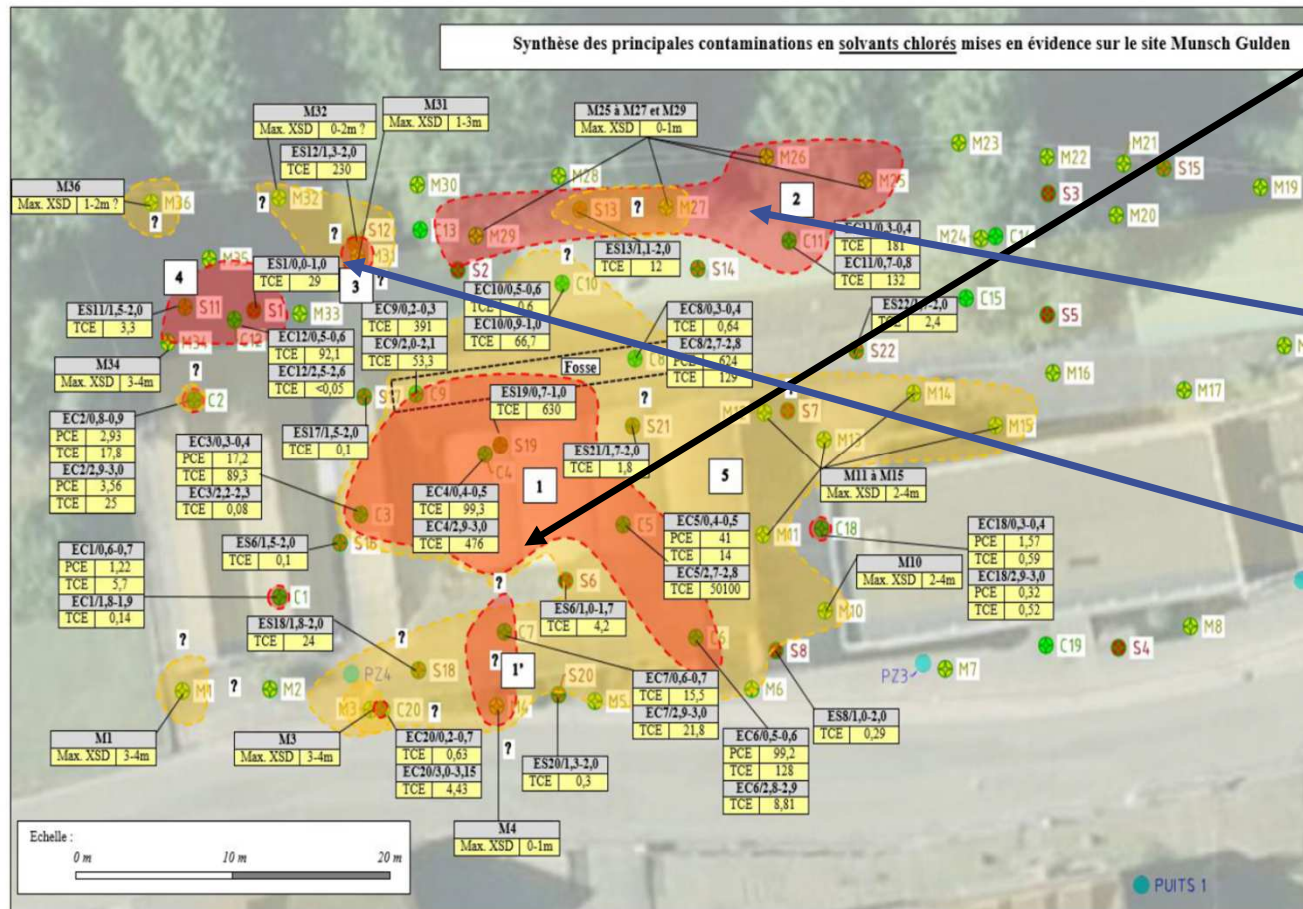 Synthèse des principales contaminations en solvants chlorés mises en évidence sur le site Munsch Gulden
M32
Max. XSD 0-2m ?
M31
Max. XSD 1-3m
M25 à M27 et M29
Max. XSD 0-1m
ES12/1,3-2,0
TCE 230
M36
Max. XSD 1-2m ?
M36
?
?
M32
?
S12
M31
?
M30
C13
M28
M29
S13
?
M27
M26
M25
2
C11
M23
M22
M21
S15
S3
M19
M20
M24
C14
M35
4
ES1/0,0-1,0
TCE 29
3
S2
ES13/1,1-2,0
TCE 12
S14
EC11/0,3-0,4
TCE 181
EC11/0,7-0,8
TCE 132
ES11/1,5-2,0
TCE 3,3
S11
S1
C12
M33
M34
M34
Max. XSD 3-4m
EC12/0,5-0,6
TCE 92,1
EC12/2,5-2,6
TCE <0,05
EC9/0,2-0,3
TCE 391
EC9/2,0-2,1
TCE 53,3
?
C10
EC10/0,5-0,6
TCE 0,6
EC10/0,9-1,0
TCE 66,7
EC8/0,3-0,4
TCE 0,64
EC8/2,7-2,8
PCE 624
TCE 129
C8
Fosse
TCE 2,4
S22
C15
S5
M16
M17
?
C2
S17
C9
ES19/0,7-1,0
TCE 630
?
S21
?
S7
M14
M13
M15
EC2/0,8-0,9
PCE 2,93
TCE 17,8
EC2/2,9-3,0
PCE 3,56
TCE 25
ES17/1,5-2,0
TCE 0,1
EC3/0,3-0,4
PCE 17,2
TCE 89,3
EC3/2,2-2,3
TCE 0,08
S19
C4
ES21/1,7-2,0
TCE 1,8
M11 à M15
Max. XSD 2-4m
1
5
C3
EC4/0,4-0,5
TCE 99,3
EC4/2,9-3,0
TCE 476
C5
EC5/0,4-0,5
PCE 41
TCE 14
EC5/2,7-2,8
TCE 50100
M11
C18
EC18/0,3-0,4
PCE 1,57
TCE 0,59
EC18/2,9-3,0
PCE 0,32
TCE 0,52
ES6/1,5-2,0
TCE 0,1
S16
EC1/0,6-0,7
PCE 1,22
TCE 5,7
EC1/1,8-1,9
TCE 0,14
C1
?
S6
M10
Max. XSD 2-4m
M10
ES18/1,8-2,0
TCE 24
?
ES6/1,0-1,7
TCE 4,2
C7
?
1'
C6
S8
M8
C19
S4
PZ3
M7
M1
?
M2
PZ4
S18
M3
C20
?
M4
?
S20
M5
M6
EC7/0,6-0,7
TCE 15,5
EC7/2,9-3,0
TCE 21,8
ES8/1,0-2,0
TCE 0,29
M1
Max. XSD 3-4m
M3
Max. XSD 3-4m
EC20/0,2-0,7
TCE 0,63
EC20/3,0-3,15
TCE 4,43
ES20/1,3-2,0
TCE 0,3
EC6/0,5-0,6
PCE 99,2
TCE 128
EC6/2,8-2,9
TCE 8,81
M4
Max. XSD 0-1m
Echelle :
0 m 10 m 20 m
PUITS 1